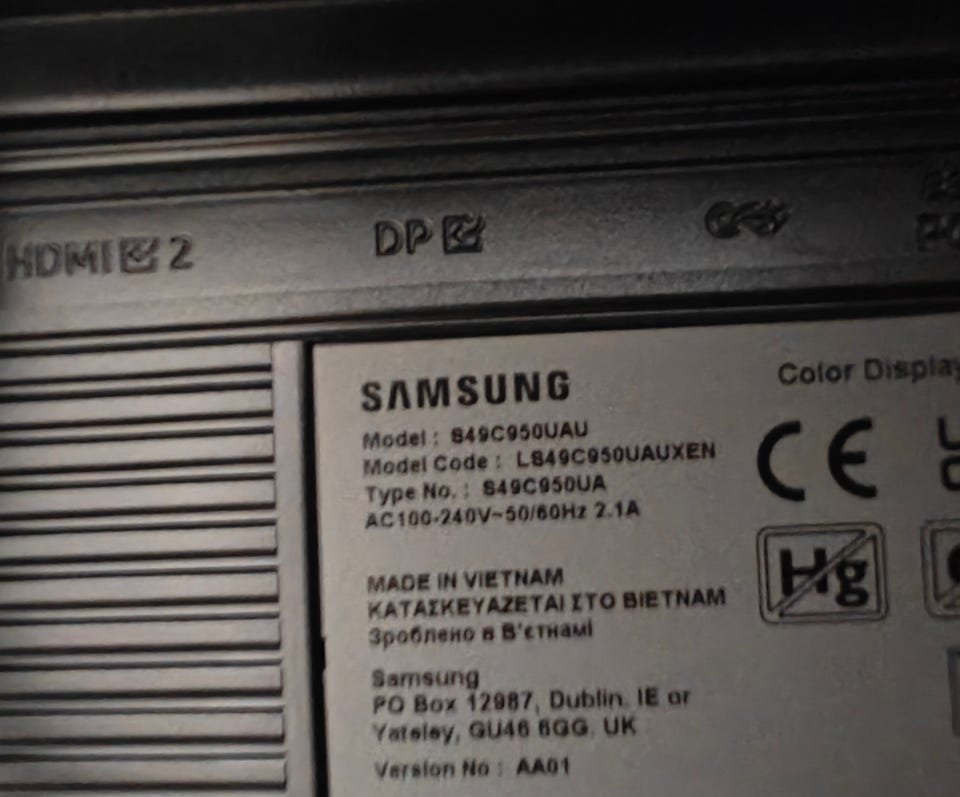 HDMI 2
DP
SAMSUNG
Color Display
Model : S49C950UAU
Model Code : LS49C950UAUXEN
Type No. : S49C950UA
AC100-240V~50/60Hz 2.1A
CE
Hg
MADE IN VIETNAM
ΚΑΤΑΣΚΕΥΑΖΕΤΑΙ ΣΤΟ ΒΙΕΤΝΑΜ
Зроблено в В'єтнамі
Samsung
PO Box 12987, Dublin. IE or
Yateley, GU46 6GG. UK
Version No : AA01